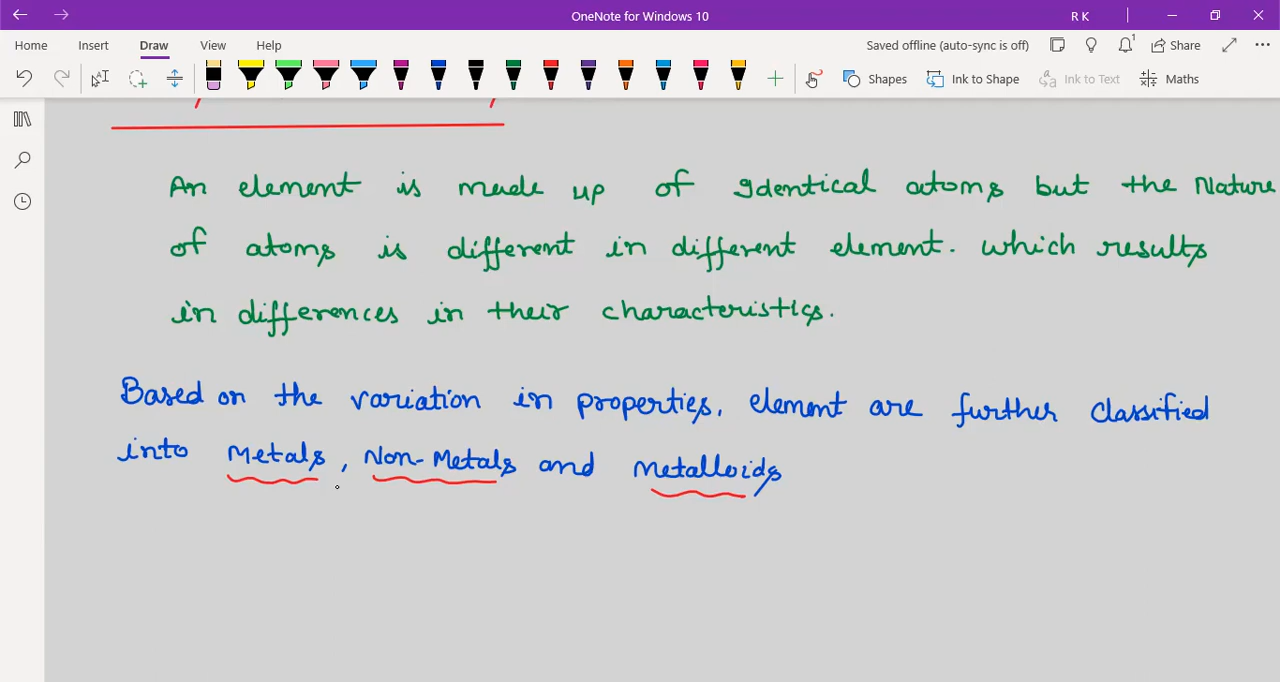 OneNote for Windows 10
R K
Home Insert Draw View Help
Saved offline (auto-sync is off) Share
Shapes Ink to Shape Ink to Text Maths
An element is made up of Identical atoms but the Nature
of atoms is different in different element. which results
in differences in their characteristics.
Based on the variation in properties, element are further classified
into Metals, Non-Metals and Metalloids